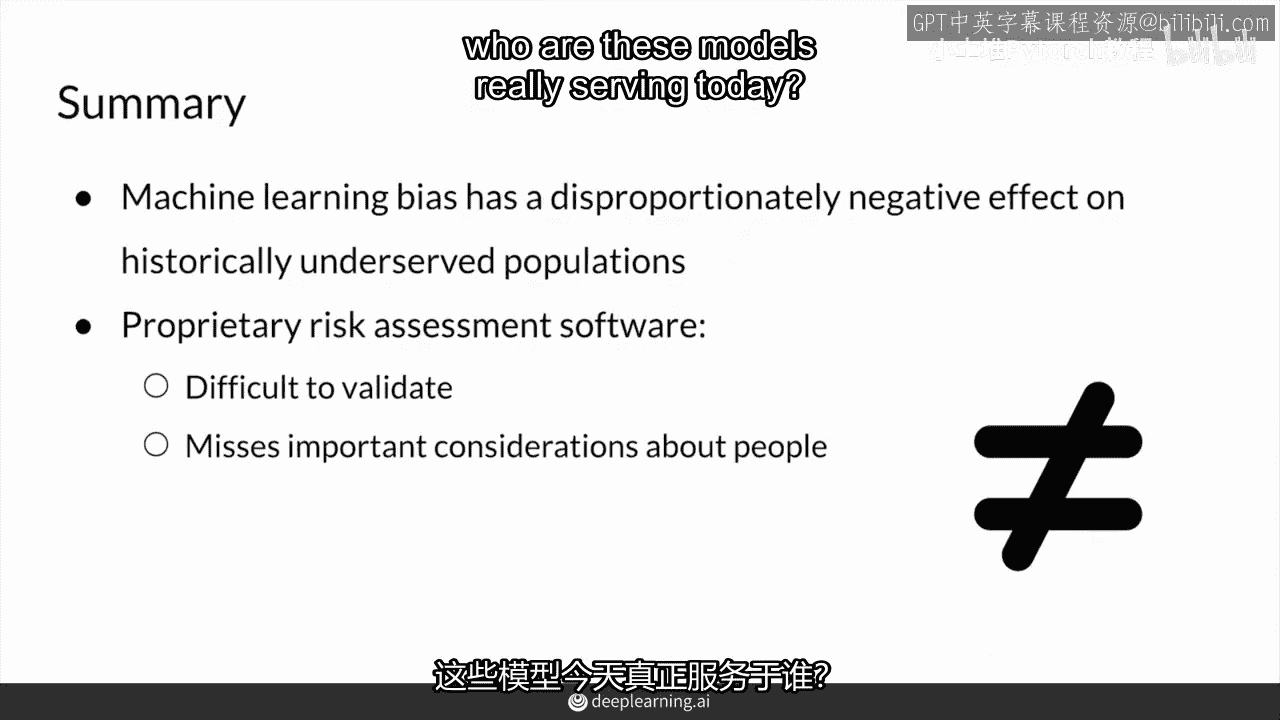 GPT中英字幕课程资源@bilibili.com
who are these models
really serving today?
Summary
Machine learning bias has a disproportionately negative effect on
historically underserved populations
Proprietary risk assessment software:
Difficult to validate
Misses important considerations about people
这些模型今天真正服务于谁?
deeplearning.ai